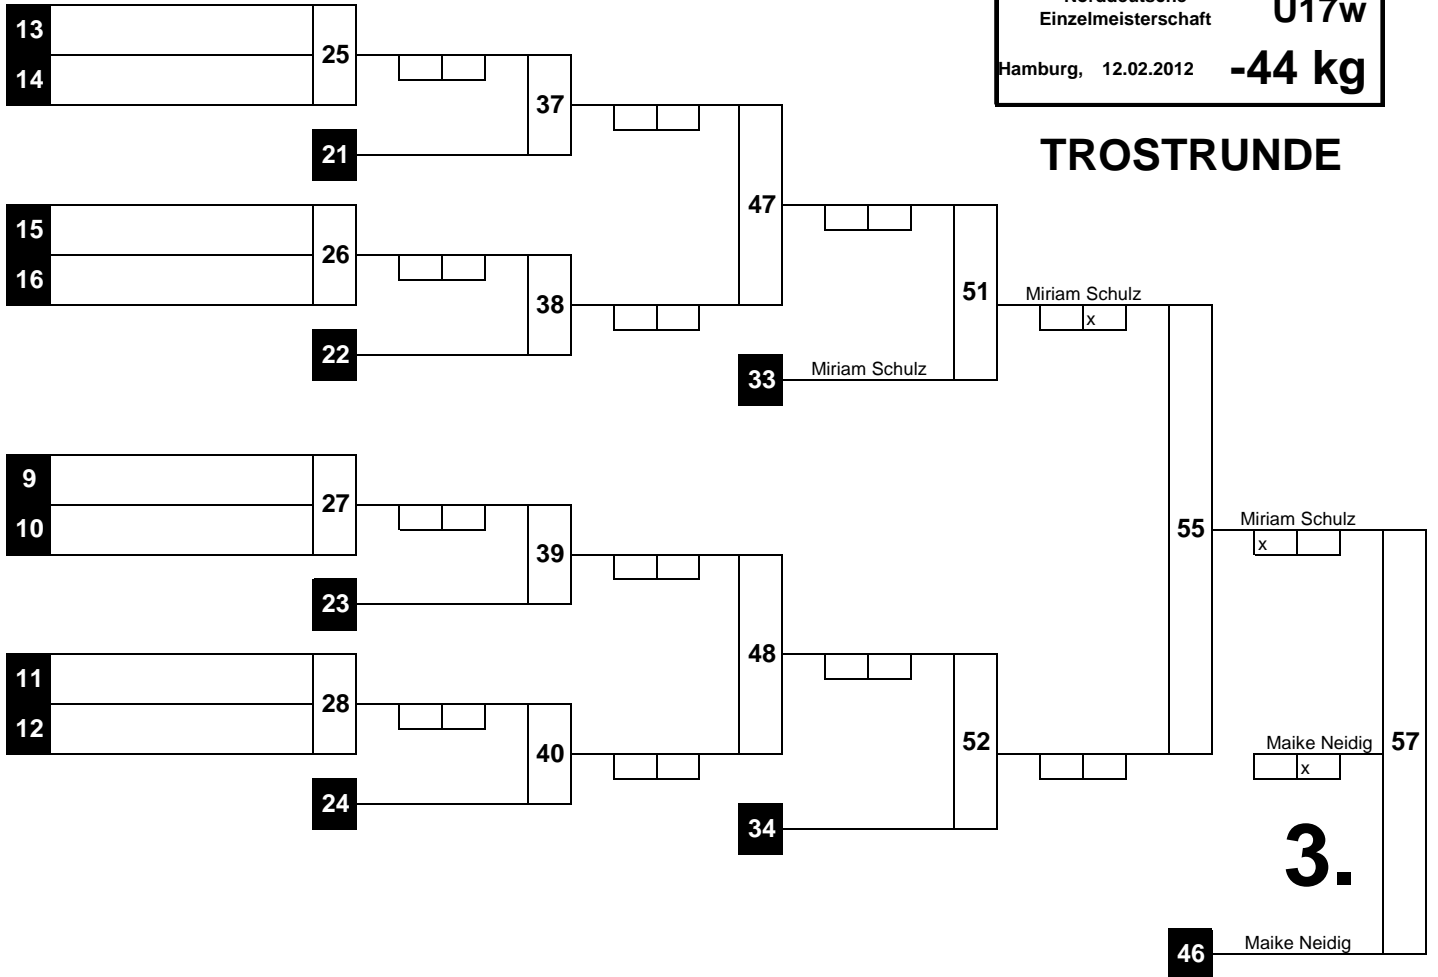 Norddeutsche
Einzelmeisterschaft
U17w
Hamburg, 12.02.2012
-44 kg
TROSTRUNDE
13
14
25
21
37
15
16
26
22
38
47
33
Miriam Schulz
51
Miriam Schulz
x
9
10
27
23
39
11
12
28
24
40
48
34
52
55
Miriam Schulz
x
Maike Neidig
x
57
3.
46
Maike Neidig